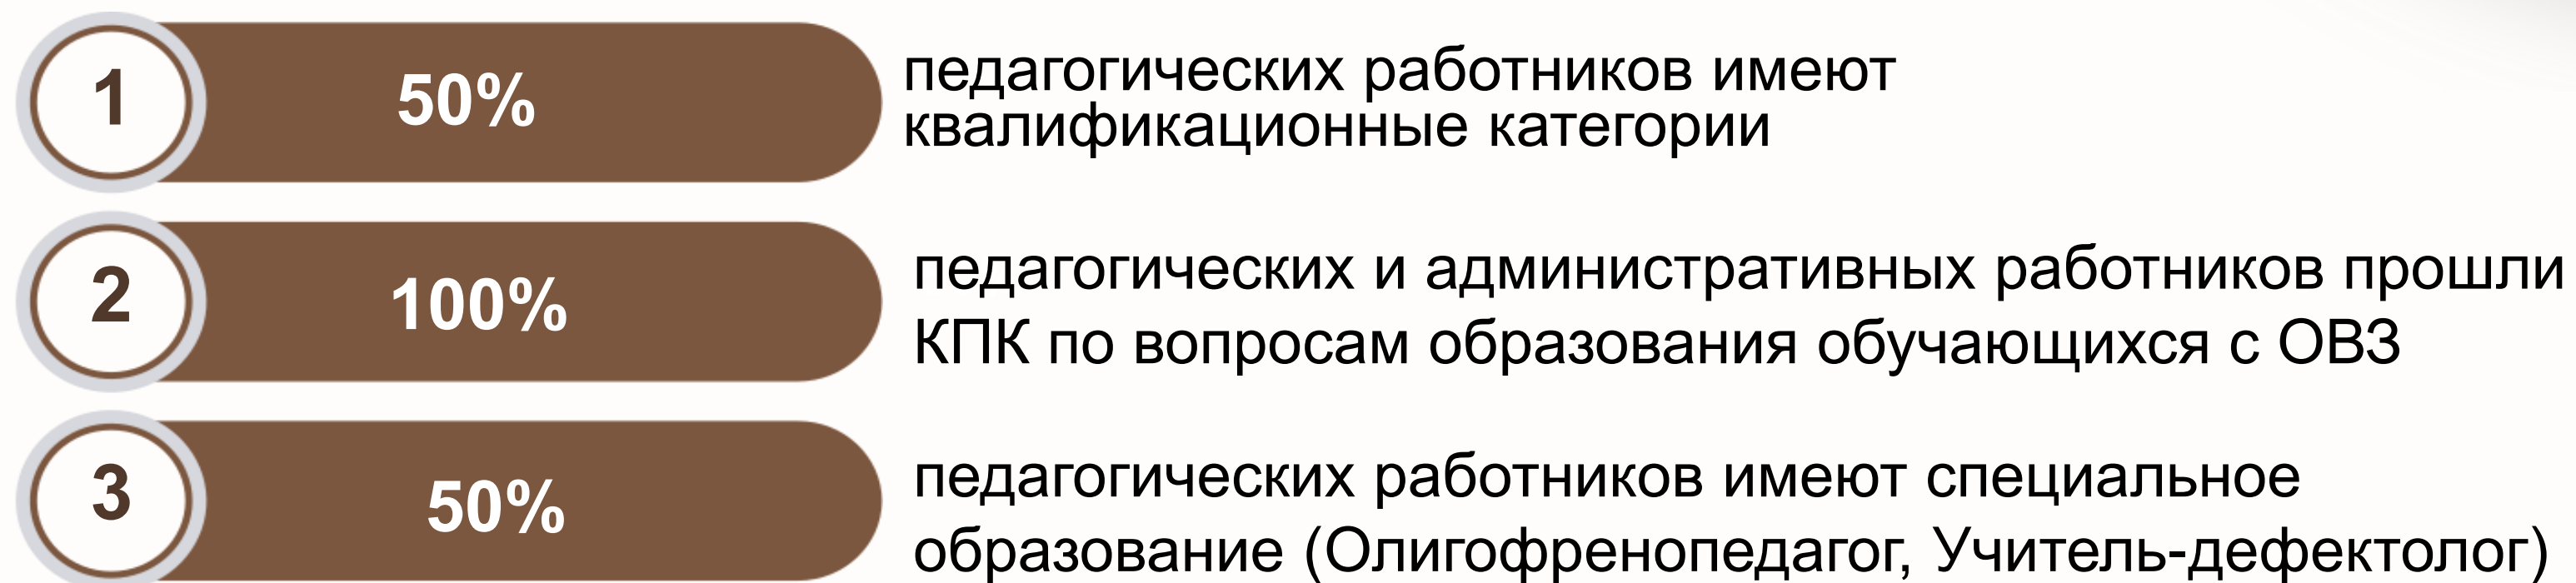 1
50%
педагогических работников имеют
квалификационные категории
2
100%
педагогических и административных работников прошли
КПК по вопросам образования обучающихся с ОВЗ
3
50%
педагогических работников имеют специальное
образование (Олигофренопедагог, Учитель-дефектолог)